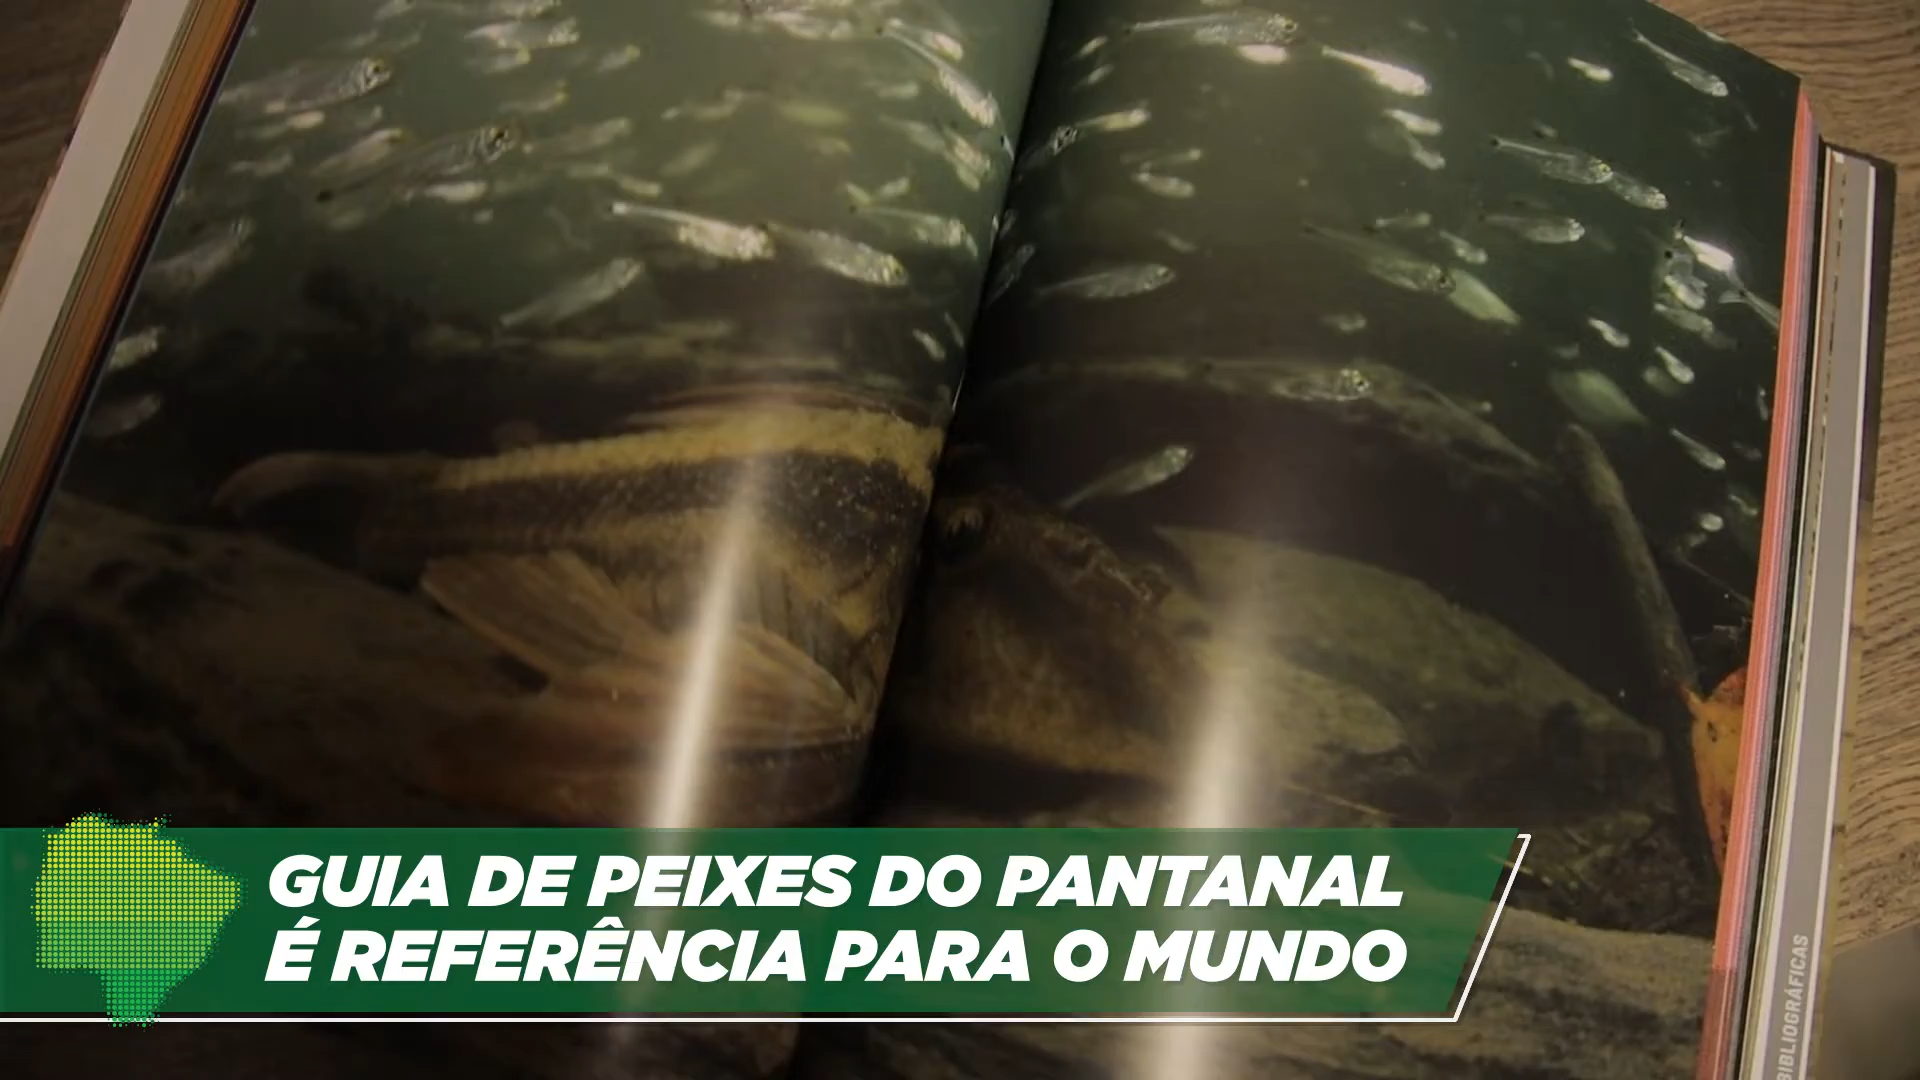 GUIA DE PEIXES DO PANTANAL
É REFERÊNCIA PARA O MUNDO
BIBLIOGRÁFICAS